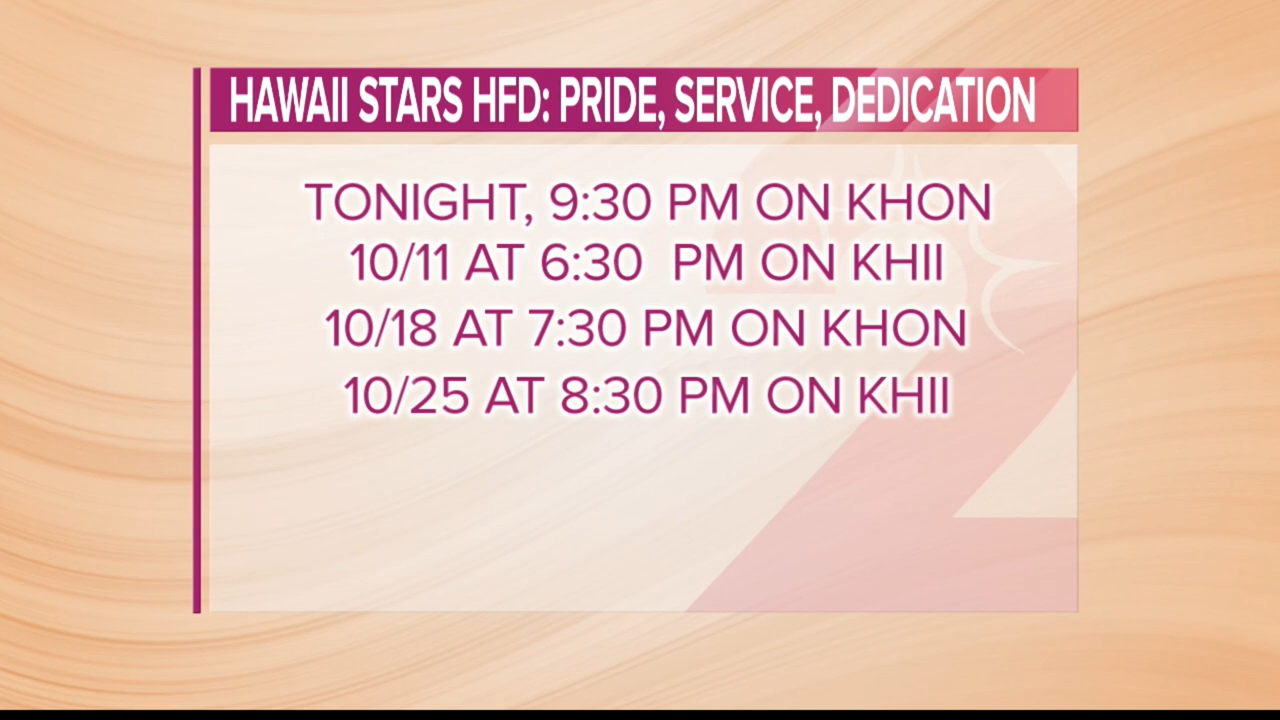 HAWAII STARS HFD: PRIDE, SERVICE, DEDICATION
TONIGHT, 9:30 PM ON KHON
10/11 AT 6:30 PM ON KHII
10/18 AT 7:30 PM ON KHON
10/25 AT 8:30 PM ON KHII